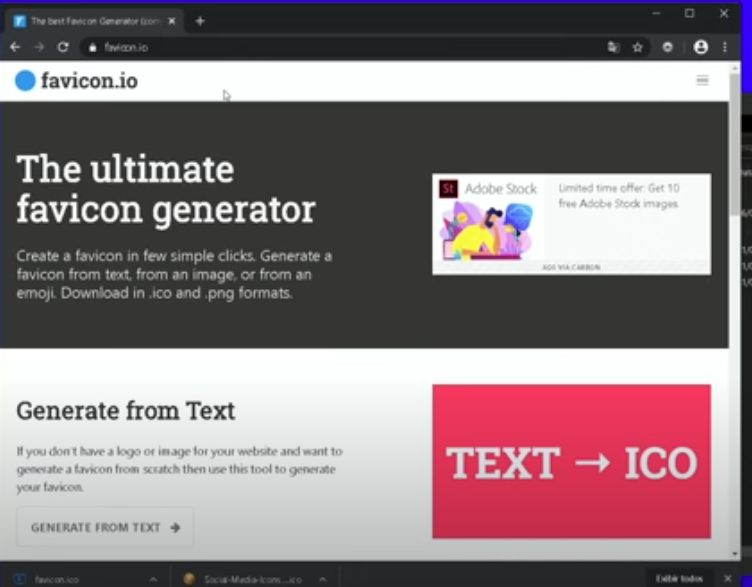 The best Favicon Generator (com
favicon.io
favicon.io
The ultimate
favicon generator
Create a favicon in few simple clicks. Generate a
favicon from text, from an image, or from an
emoji. Download in .ico and .png formats.
St Adobe Stock
Limited time offer: Get 10
free Adobe Stock images.
ADS VIA CARBON
Generate from Text
If you don't have a logo or image for your website and want to
generate a favicon from scratch then use this tool to generate
your favicon.
GENERATE FROM TEXT →
TEXT → ICO
favicon.ico
Social-Media-Icons....ico
Exibir todos